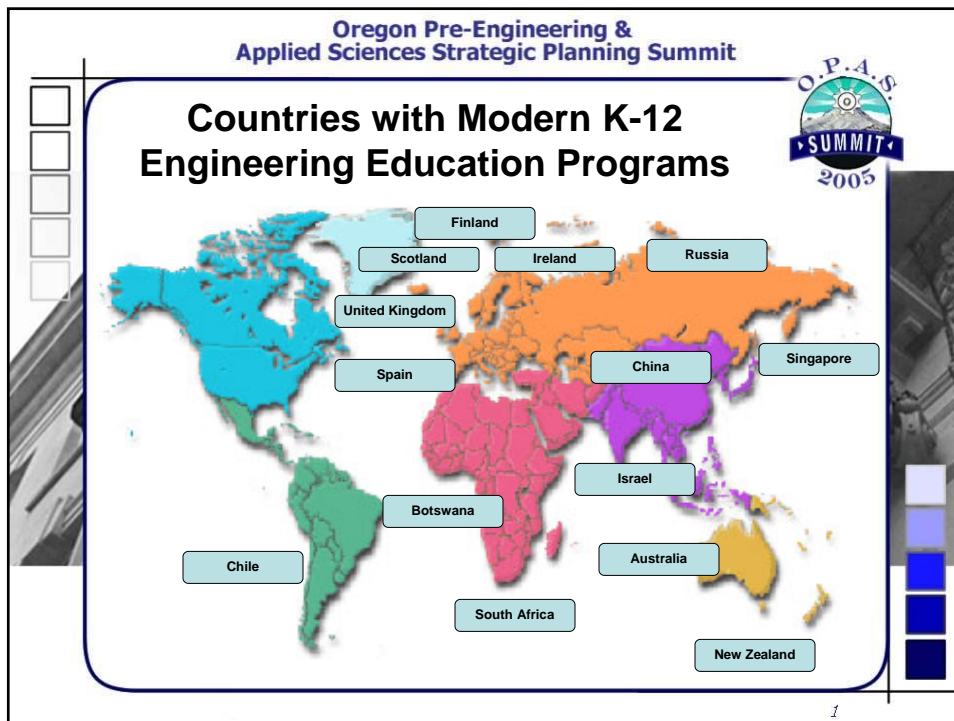 Oregon Pre-Engineering &
Applied Sciences Strategic Planning Summit
O.P.A.S.
SUMMIT
2005
Countries with Modern K-12
Engineering Education Programs
Finland
Scotland
Ireland
Russia
United Kingdom
Spain
China
Singapore
Israel
Botswana
Australia
Chile
South Africa
New Zealand
1